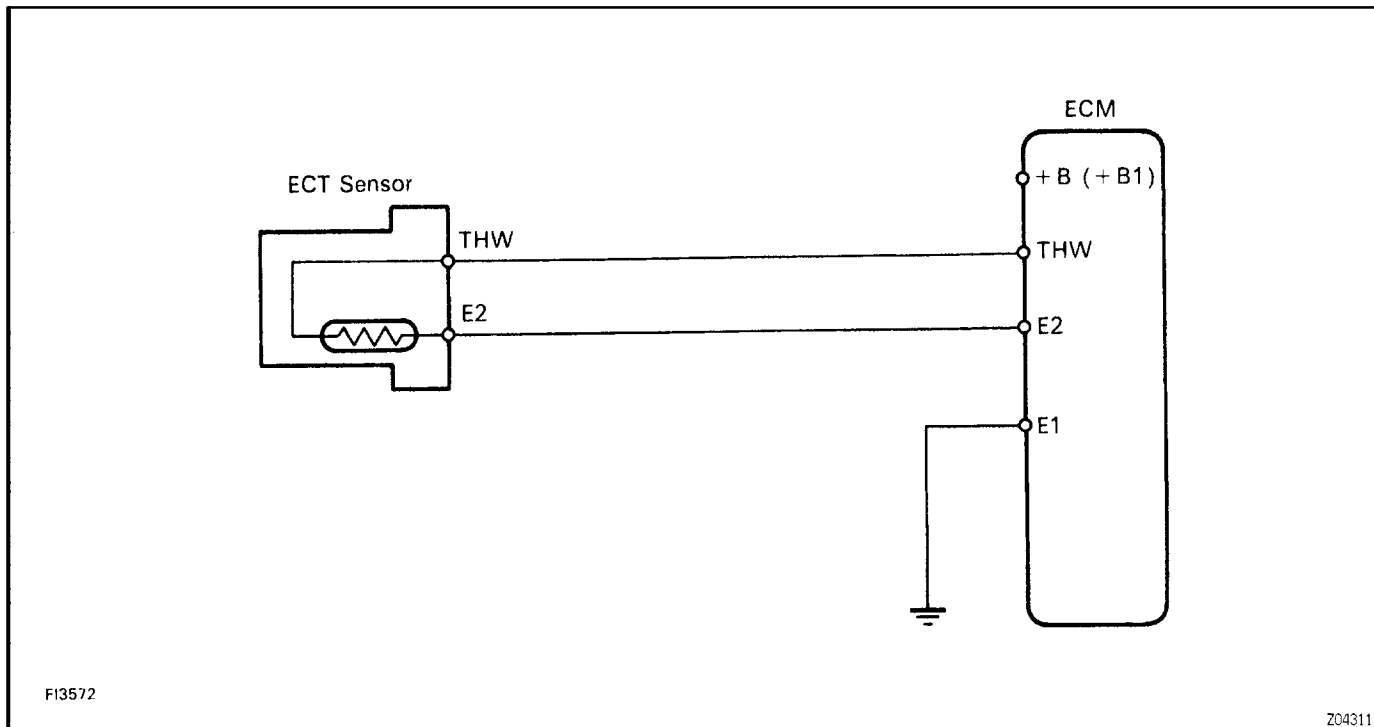 ECM
+B (+B1)
ECT Sensor
THW
THW
E2
E2
E1
FI3572
Z04311